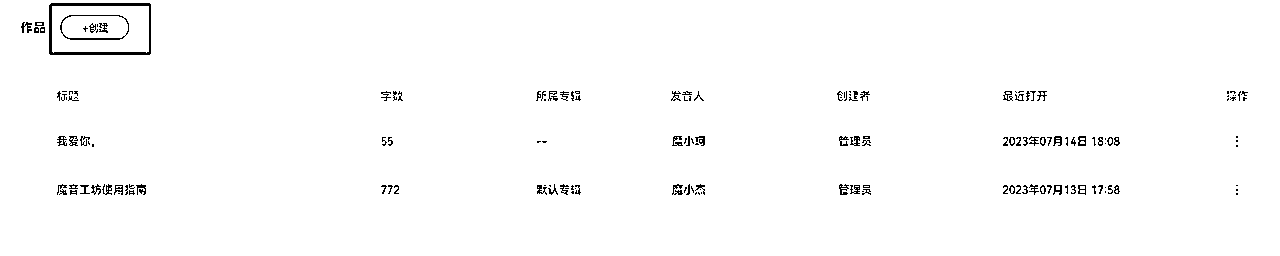 作品 +创建
标题 字数 所属专辑 发音人 创建者 最近打开 操作
我爱你。 55 -- 魔小珂 管理员 2023年07月14日 18:08
魔音工坊使用指南 772 默认专辑 魔小杰 管理员 2023年07月13日 17:58